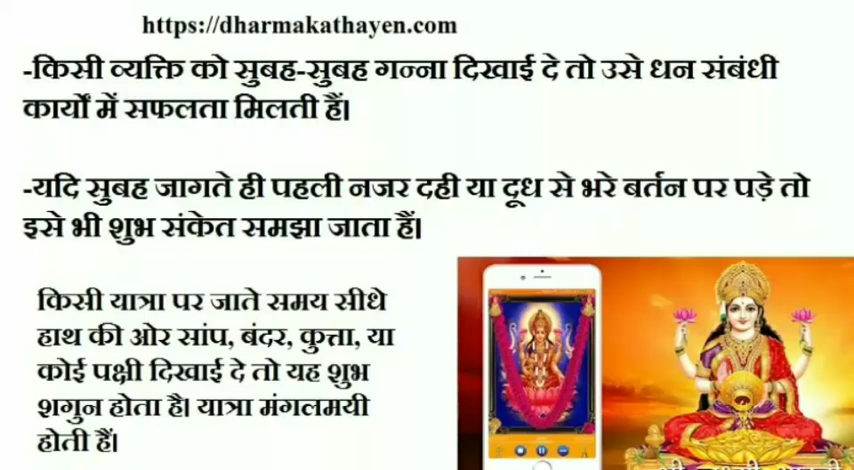 https://dharmakathayen.com
-किसी व्यक्ति को सुबह-सुबह गन्ना दिखाई दे तो उसे धन संबंधी
कार्यों में सफलता मिलती हैं।
-यदि सुबह जागते ही पहली नजर दही या दूध से भरे बर्तन पर पड़े तो
इसे भी शुभ संकेत समझा जाता हैं।
किसी यात्रा पर जाते समय सीधे
हाथ की ओर सांप, बंदर, कुत्ता, या
कोई पक्षी दिखाई दे तो यह शुभ
शगुन होता है। यात्रा मंगलमयी
होती हैं।